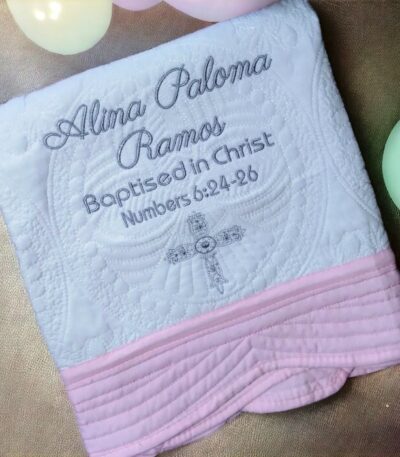 Alina Paloma
Ramos
Baptised in Christ
Numbers 6:24-26